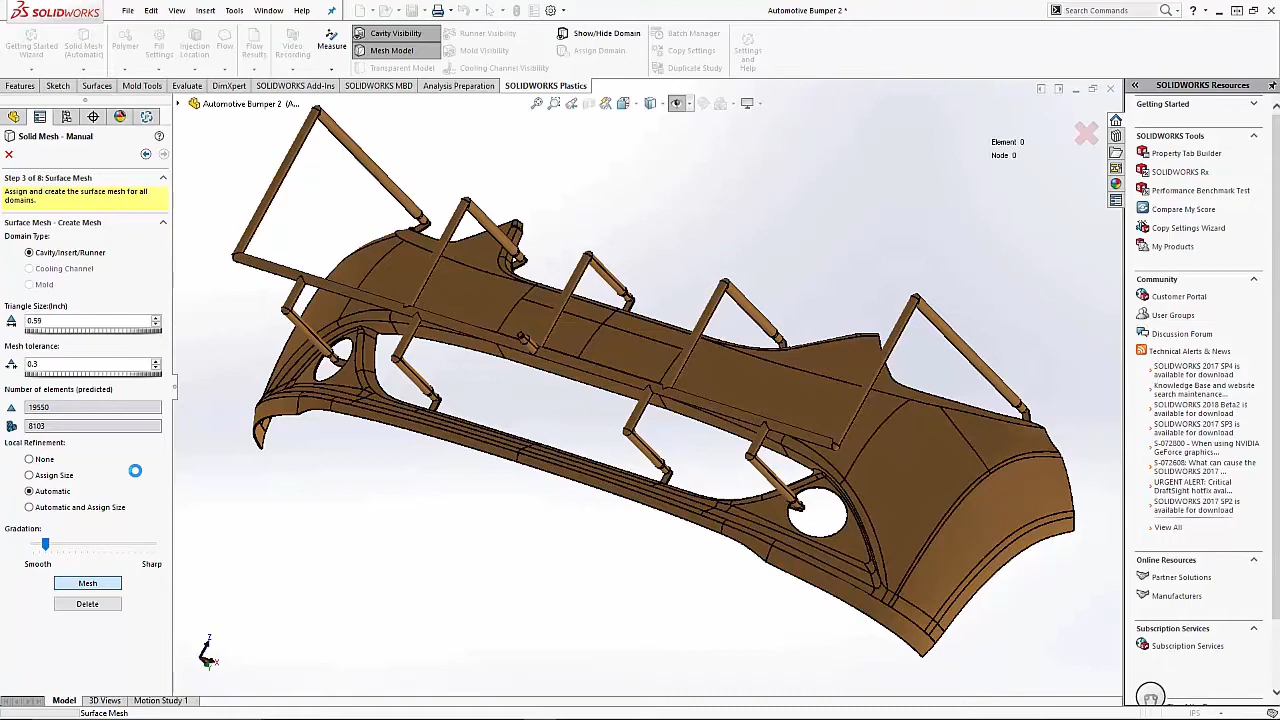 SOLIDWORKS
File Edit View Insert Tools Window Help
Automotive Bumper 2 *
Search Commands
Getting Started Wizard
Solid Mesh (Automatic)
Polymer
Fill Settings
Injection Location
Flow
Flow Results
Video Recording
Measure
Cavity Visibility
Mesh Model
Transparent Model
Runner Visibility
Mold Visibility
Cooling Channel Visibility
Show/Hide Domain
Assign Domain
Batch Manager
Copy Settings
Duplicate Study
Settings and Help
Features Sketch Surfaces Mold Tools Evaluate DimXpert SOLIDWORKS Add-Ins SOLIDWORKS MBD Analysis Preparation SOLIDWORKS Plastics
Automotive Bumper 2 (A...
Solid Mesh - Manual
Step 3 of 8: Surface Mesh
Assign and create the surface mesh for all
domains.
Surface Mesh - Create Mesh
Domain Type:
Cavity/Insert/Runner
Cooling Channel
Mold
Triangle Size:(Inch)
0.59
Mesh tolerance:
0.3
Number of elements (predicted)
19550
8103
Local Refinement:
None
Assign Size
Automatic
Automatic and Assign Size
Gradation:
Smooth Sharp
Mesh
Delete
Element 0
Node 0
Z
X
Model 3D Views Motion Study 1
Surface Mesh
IPS
SOLIDWORKS Resources
Getting Started
SOLIDWORKS Tools
Property Tab Builder
SOLIDWORKS Rx
Performance Benchmark Test
Compare My Score
Copy Settings Wizard
My Products
Community
Customer Portal
User Groups
Discussion Forum
Technical Alerts & News
SOLIDWORKS 2017 SP4 is
available for download
Knowledge Base and website
search maintenance...
SOLIDWORKS 2018 Beta2 is
available for download
SOLIDWORKS 2017 SP3 is
available for download
S-072800 - When using NVIDIA
GeForce graphics...
S-072608: What can cause the
SOLIDWORKS 2017 ...
URGENT ALERT: Critical
DraftSight hotfix avail...
SOLIDWORKS 2017 SP2 is
available for download
View All
Online Resources
Partner Solutions
Manufacturers
Subscription Services
Subscription Services